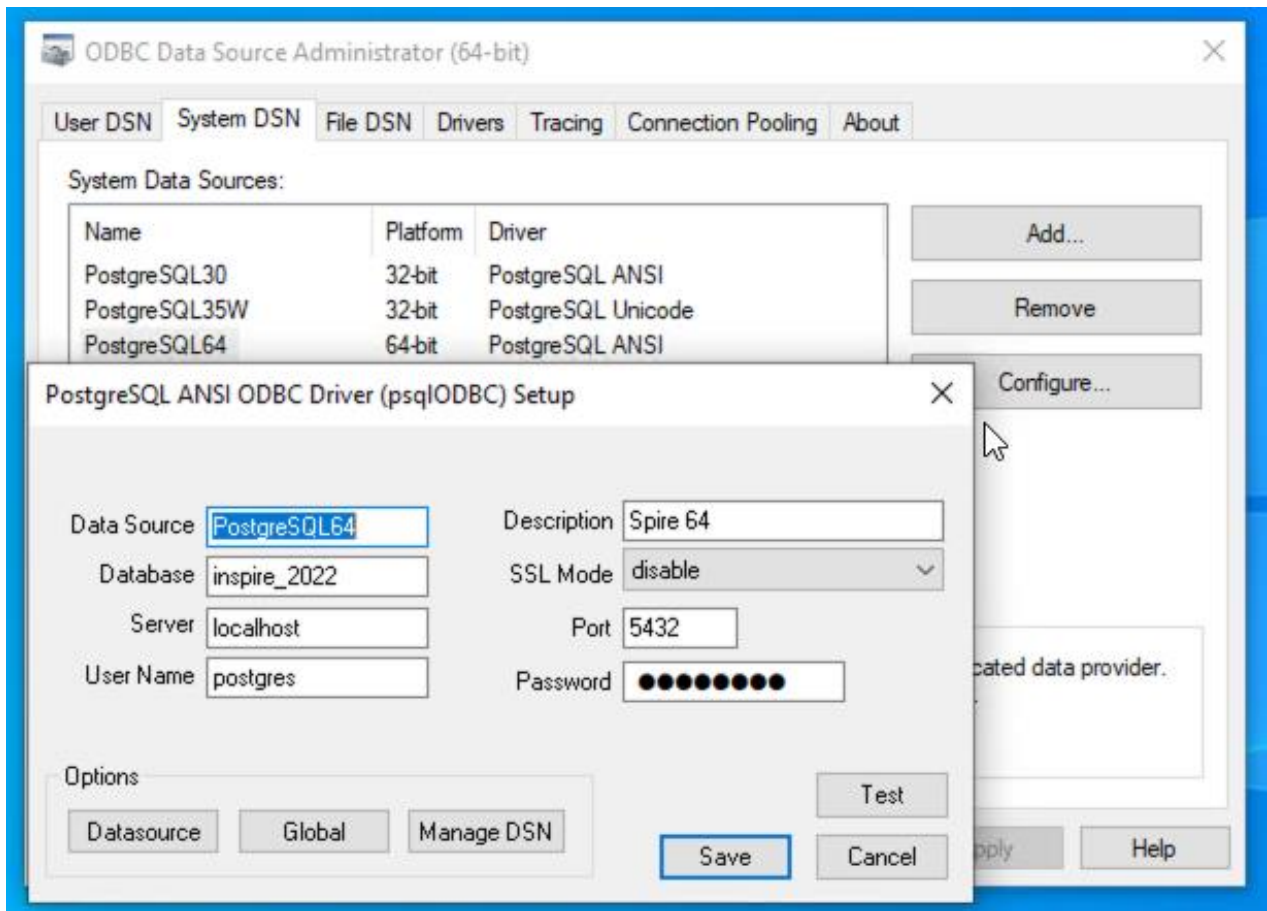 ODBC Data Source Administrator (64-bit)
User DSN System DSN File DSN Drivers Tracing Connection Pooling About
System Data Sources:
Name Platform Driver
PostgreSQL30 32-bit PostgreSQL ANSI
PostgreSQL35W 32-bit PostgreSQL Unicode
PostgreSQL64 64-bit PostgreSQL ANSI
Add...
Remove
Configure...
PostgreSQL ANSI ODBC Driver (psqlODBC) Setup
Data Source PostgreSQL64 Description Spire 64
Database inspire_2022 SSL Mode disable
Server localhost Port 5432
User Name postgres Password ●●●●●●●●
data provider.
Options
Datasource Global Manage DSN
Test
Save Cancel
Help